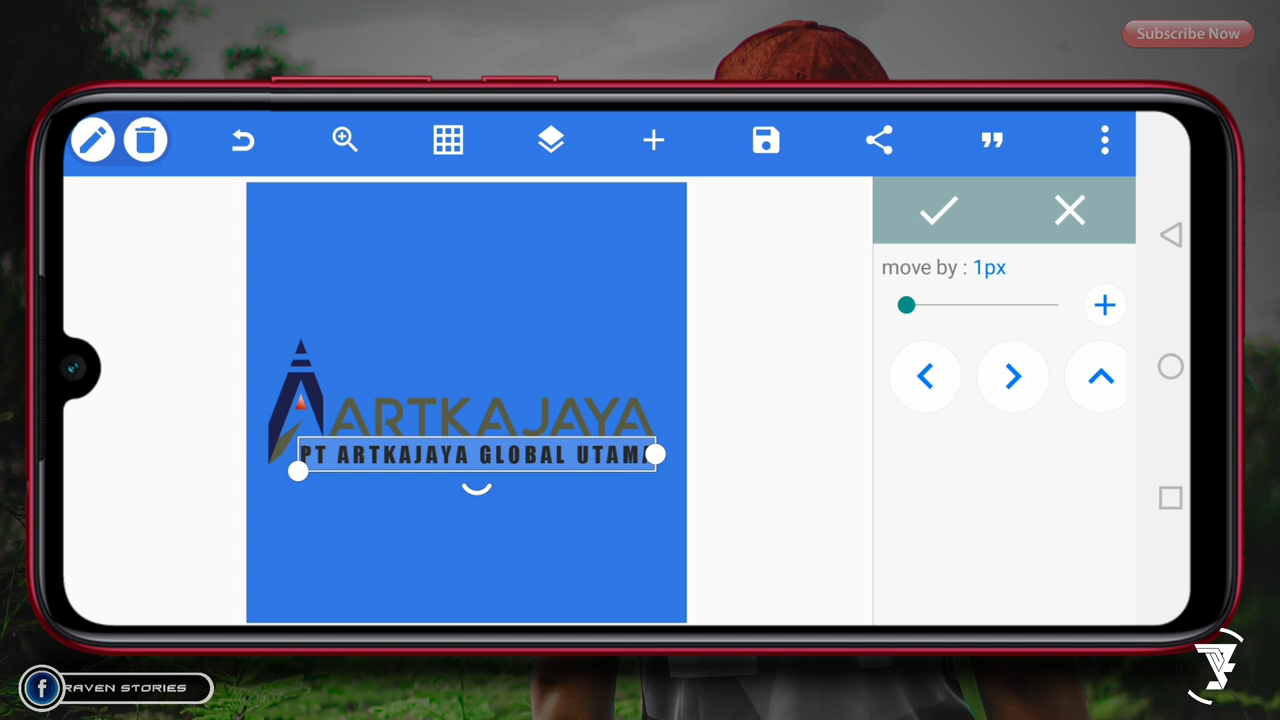 Subscribe Now
move by : 1px
ARTKAJAYA
PT ARTKAJAYA GLOBAL UTAMA
f RAVEN STORIES